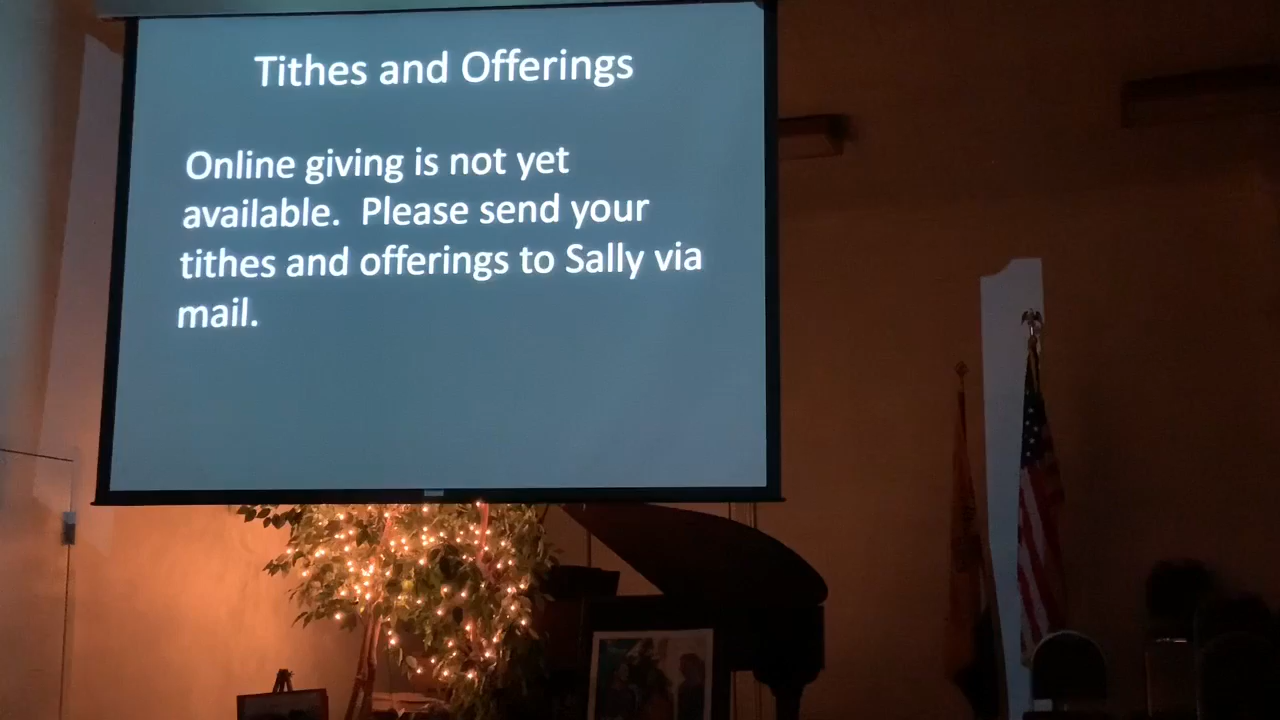 Tithes and Offerings
Online giving is not yet
available.  Please send your
tithes and offerings to Sally via
mail.